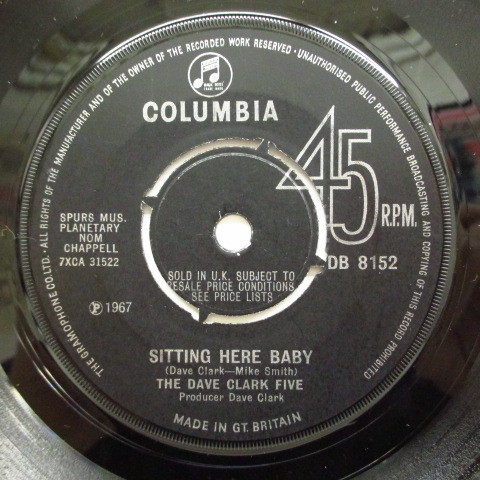 ALL RIGHTS OF THE MANUFACTURER AND OF THE OWNER OF THE RECORDED WORK RESERVED · UNAUTHORISED PUBLIC PERFORMANCE BROADCASTING AND COPYING OF THIS RECORD PROHIBITED
THE GRAMOPHONE CO. LTD.
COLUMBIA
45 R.P.M.
SPURS MUS.
PLANETARY
NOM
CHAPPELL
7XCA 31522
DB 8152
SOLD IN U.K. SUBJECT TO
RESALE PRICE CONDITIONS
SEE PRICE LISTS
Ⓟ 1967
SITTING HERE BABY
(Dave Clark—Mike Smith)
THE DAVE CLARK FIVE
Producer Dave Clark
MADE IN GT. BRITAIN